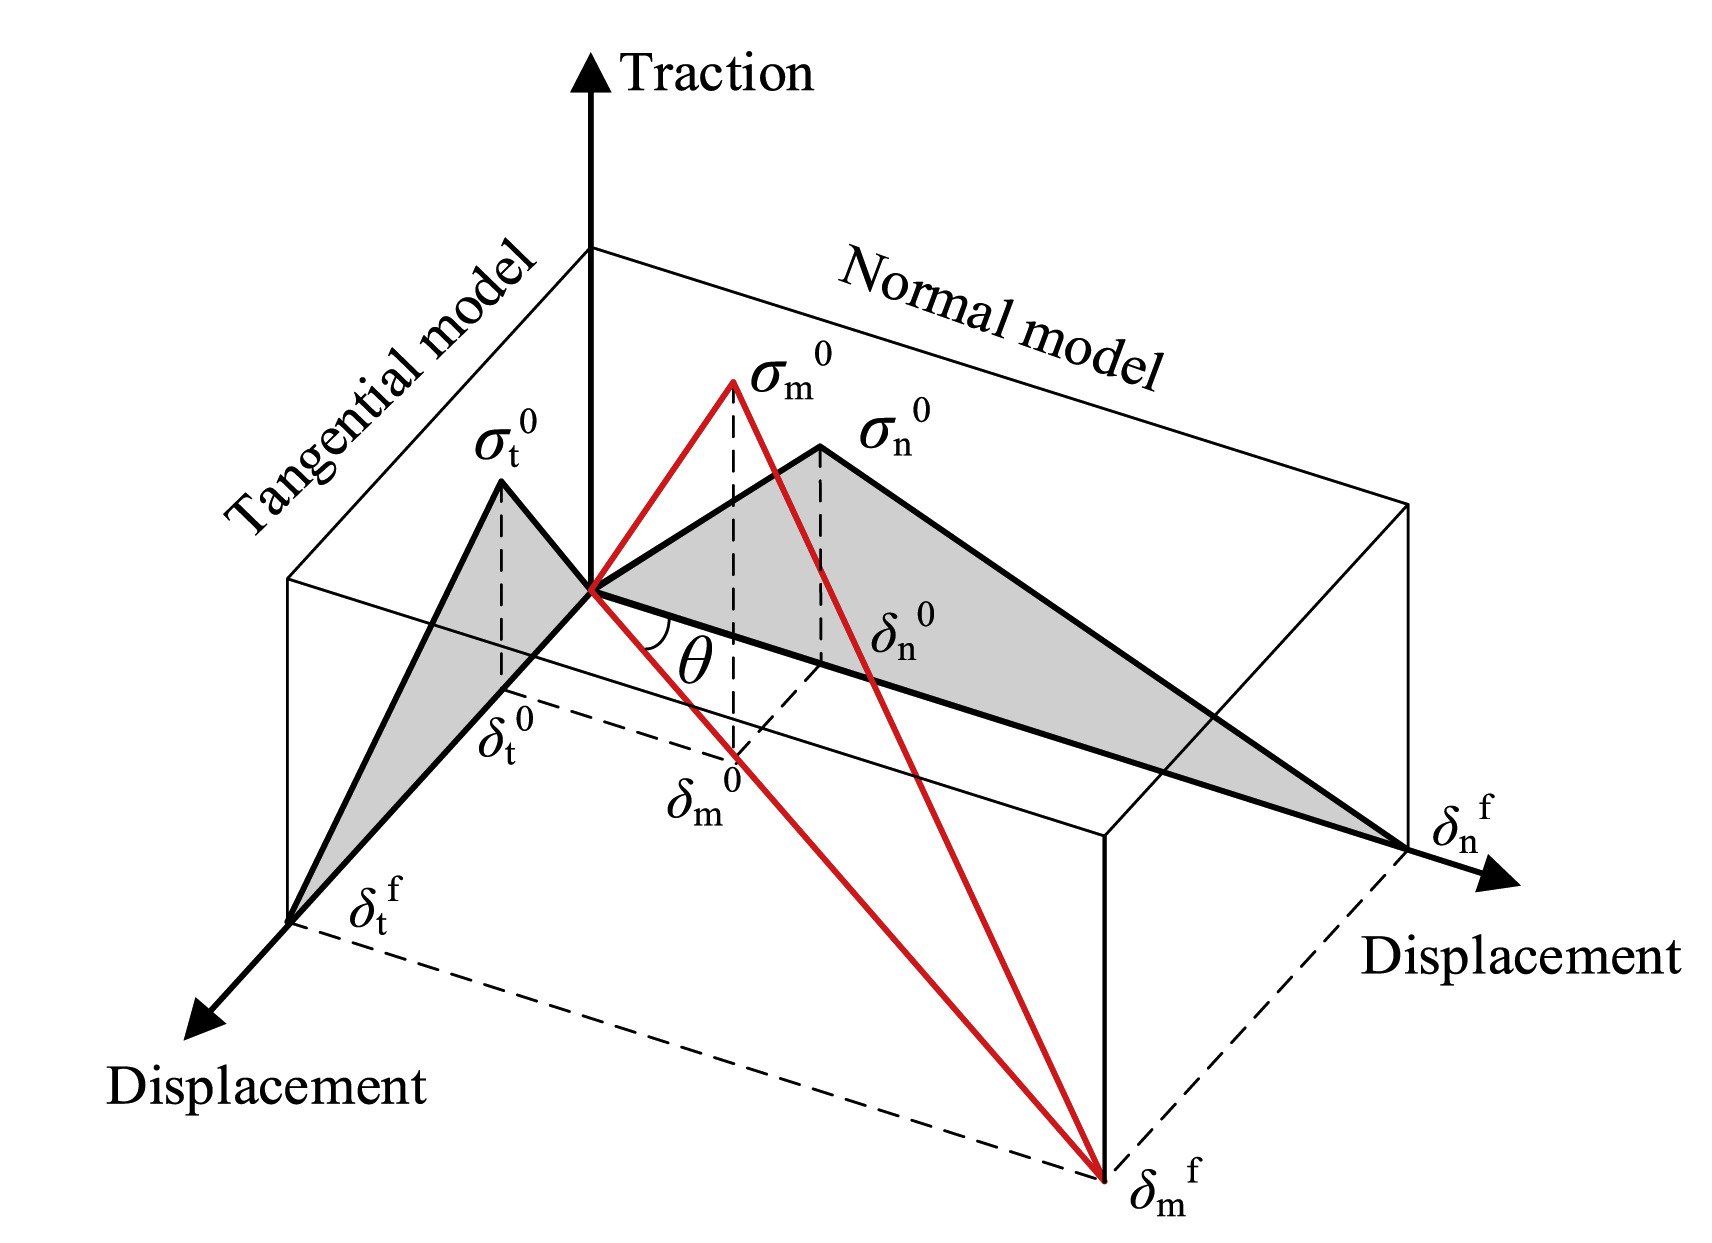 Traction
Tangential model
Normal model
σₘ⁰
σₙ⁰
σₜ⁰
δₙ⁰
θ
δₜ⁰
δₘ⁰
δₙᶠ
δₜᶠ
Displacement
Displacement
δₘᶠ